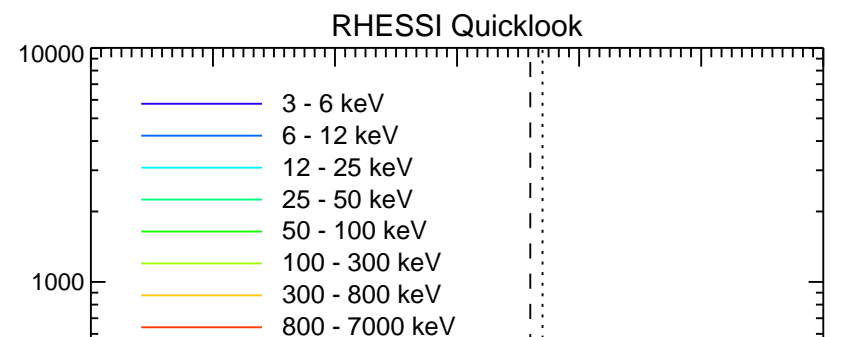 RHESSI Quicklook
10000
3 - 6 keV
6 - 12 keV
12 - 25 keV
25 - 50 keV
50 - 100 keV
100 - 300 keV
1000
300 - 800 keV
800 - 7000 keV